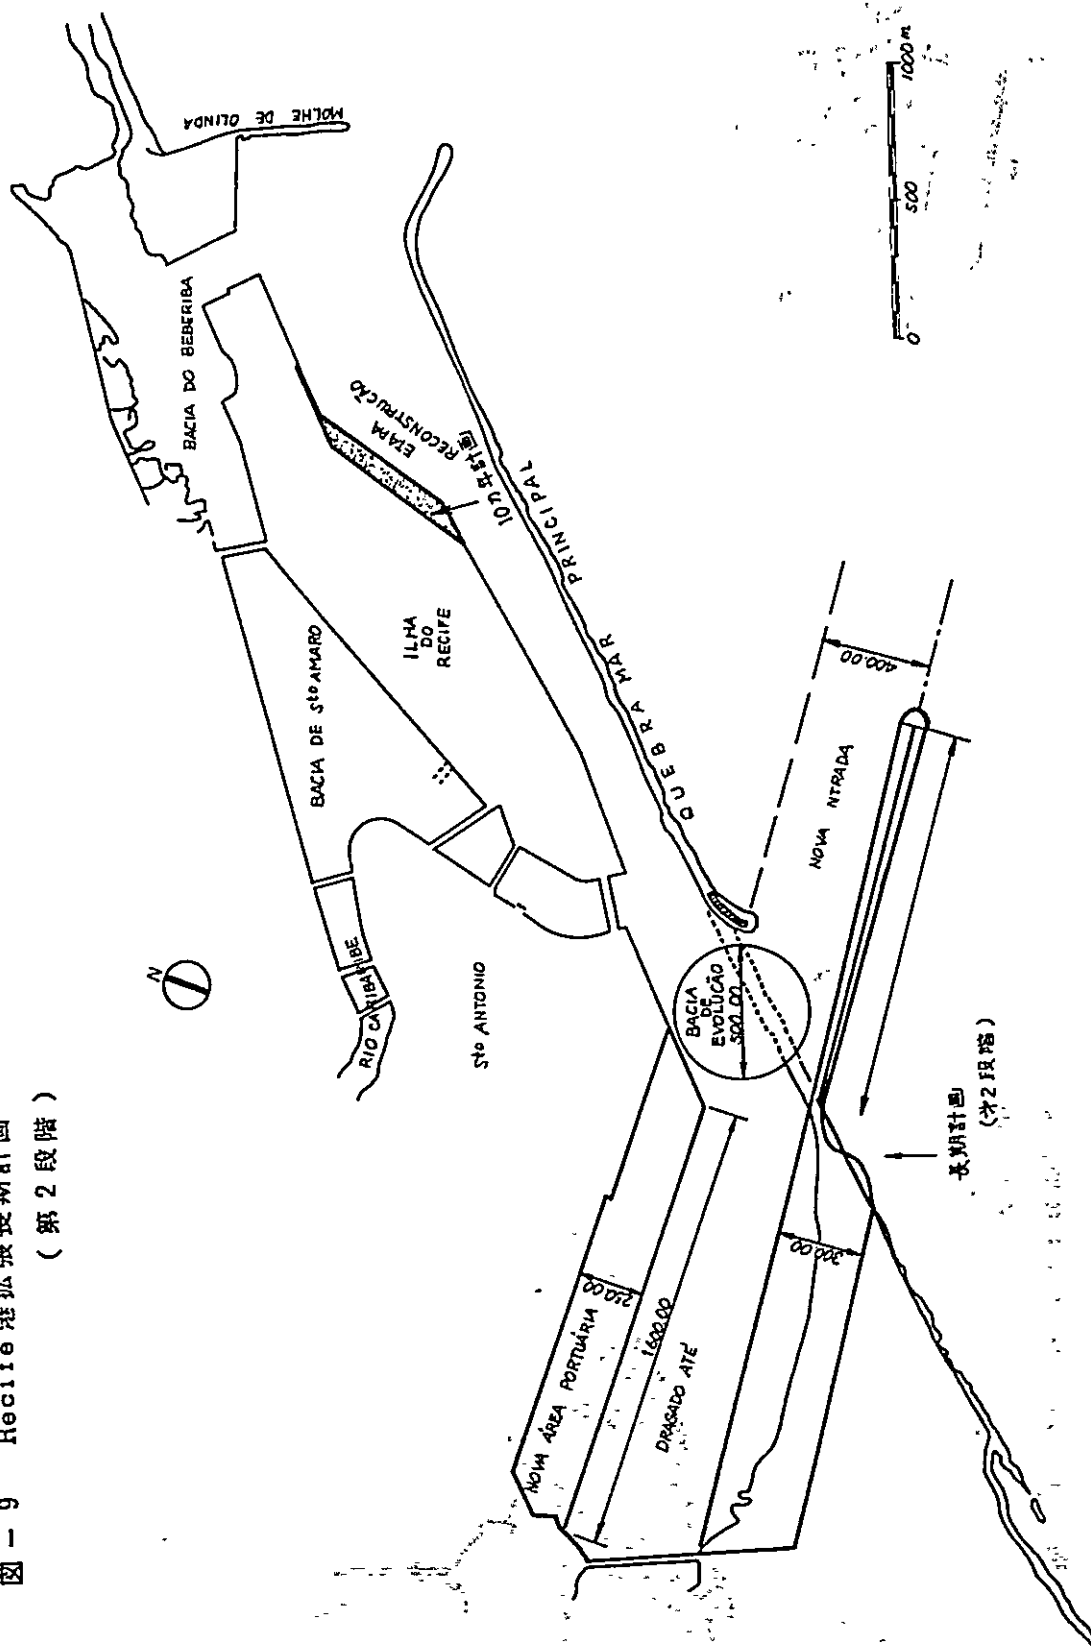 図-9 Recife港拡張長期計画
(第2段階)
N
MOLHE DE OLINDA
BACIA DO BEBERIBA
ETAPA
RECONSTRUÇÃO
10ヵ年計画
BACIA DE Sto AMARO
ILHA
DO
RECIFE
QUEBRA MAR PRINCIPAL
RIO CAPIBARIBE
Sto ANTONIO
BACIA
DE
EVOLUCÃO
500.00
NOVA NTRADA
400.00
NOVA ÁREA PORTUÁRIA
250.00
1600.00
DRAGADO ATÉ
300.00
長期計画
(才2段階)
0
500
1000m